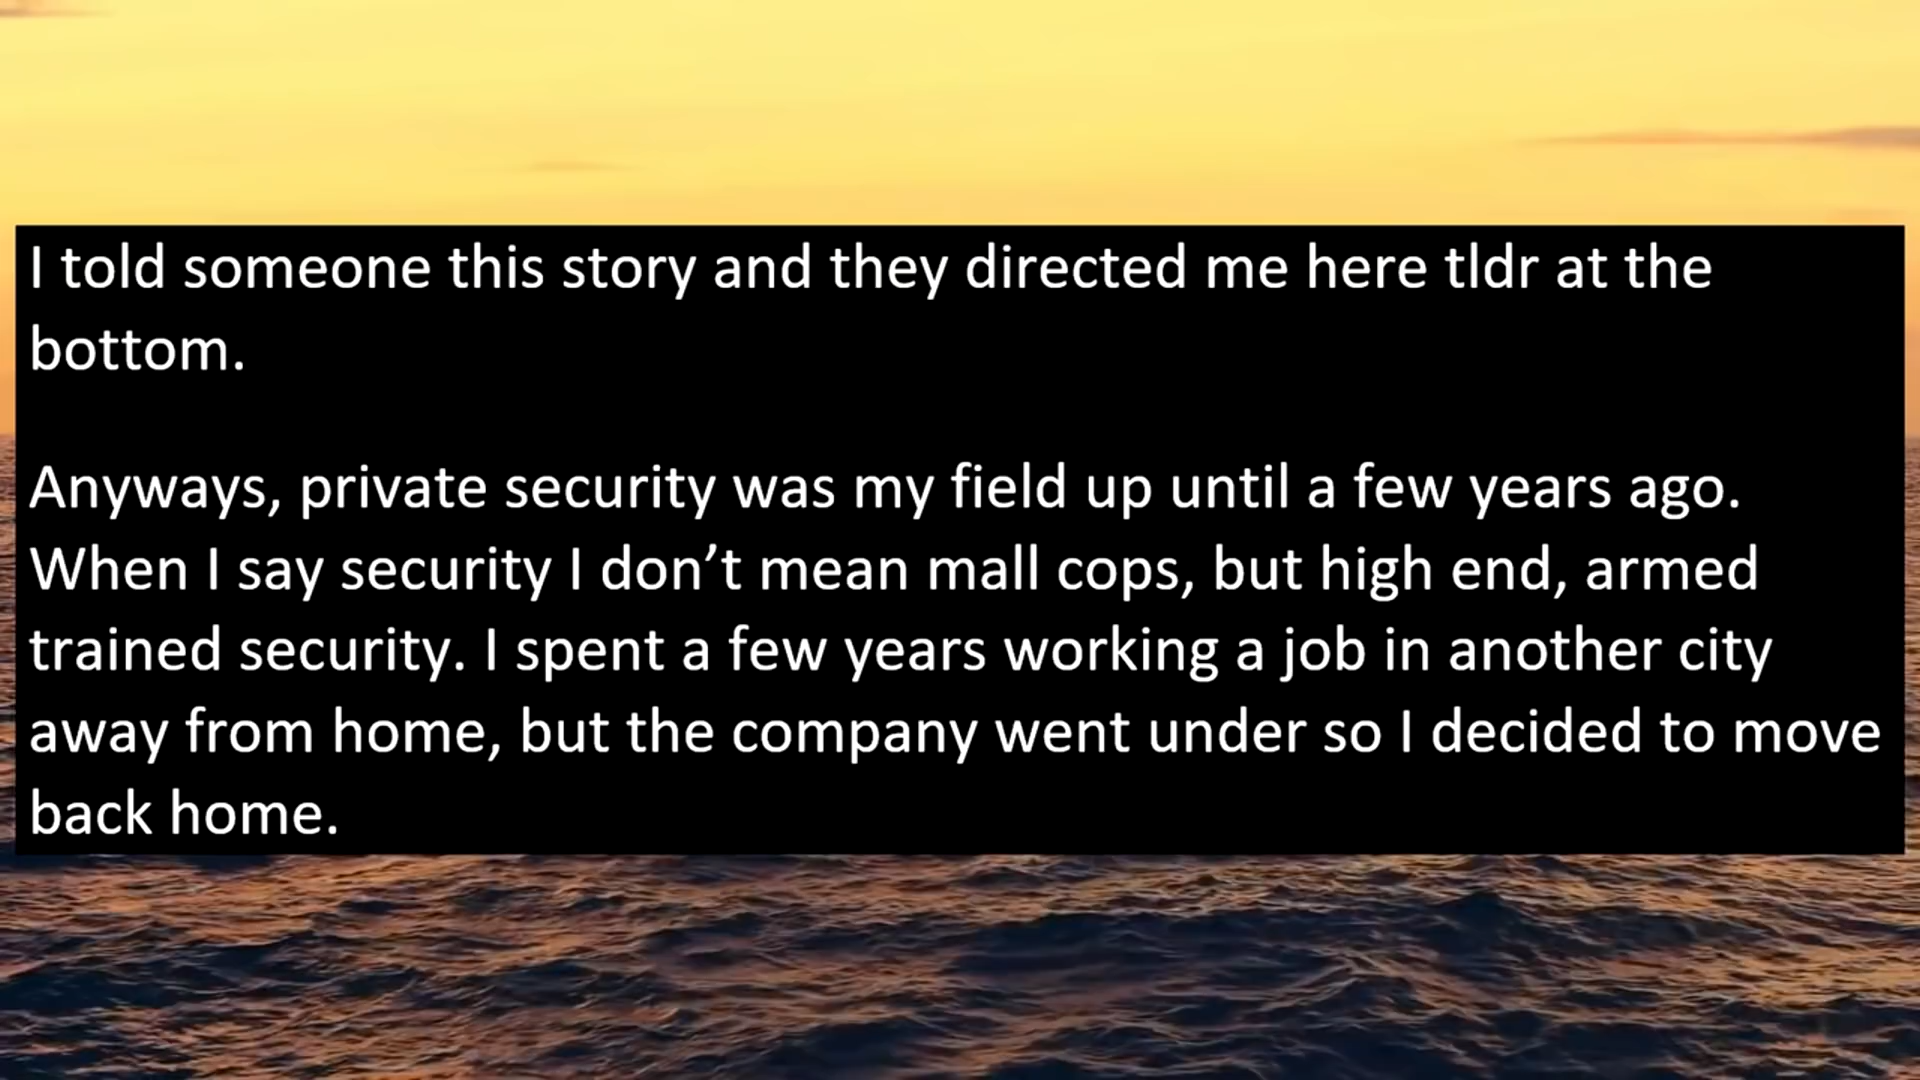 I told someone this story and they directed me here tldr at the
bottom.
Anyways, private security was my field up until a few years ago.
When I say security I don’t mean mall cops, but high end, armed
trained security. I spent a few years working a job in another city
away from home, but the company went under so I decided to move
back home.